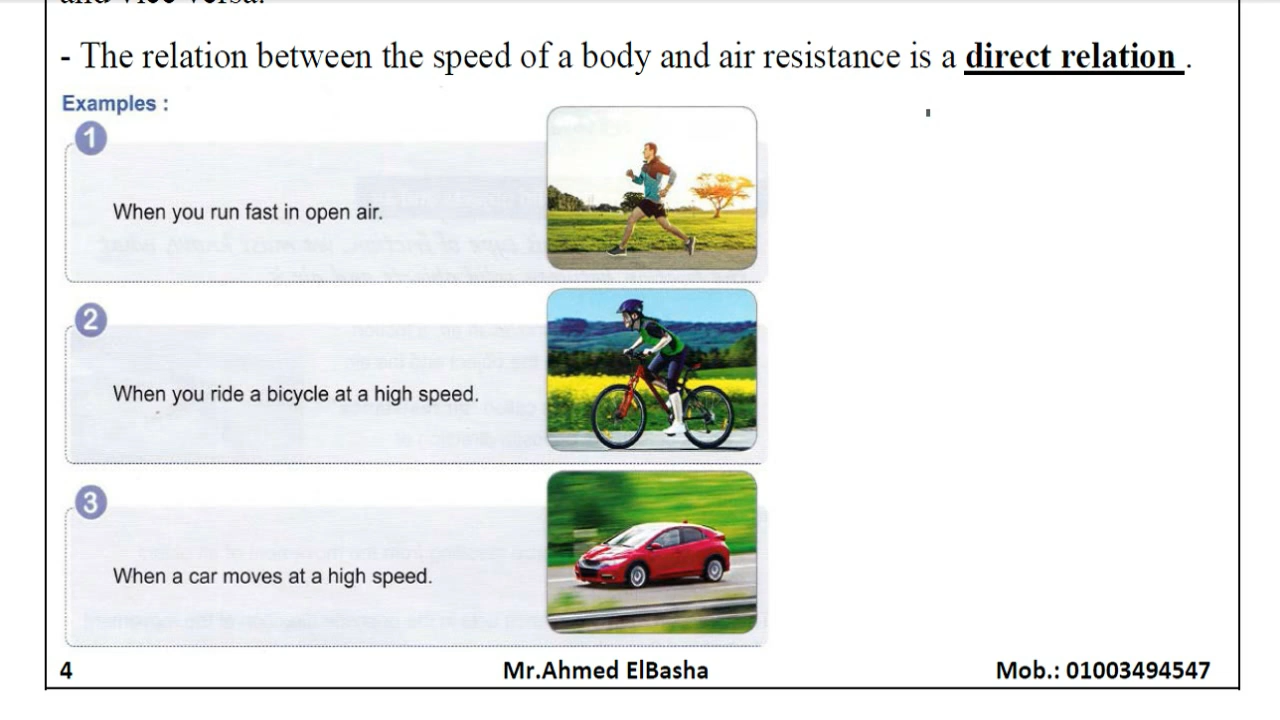 - The relation between the speed of a body and air resistance is a direct relation .
Examples :
1
When you run fast in open air.
2
When you ride a bicycle at a high speed.
3
When a car moves at a high speed.
4 Mr.Ahmed ElBasha Mob.: 01003494547